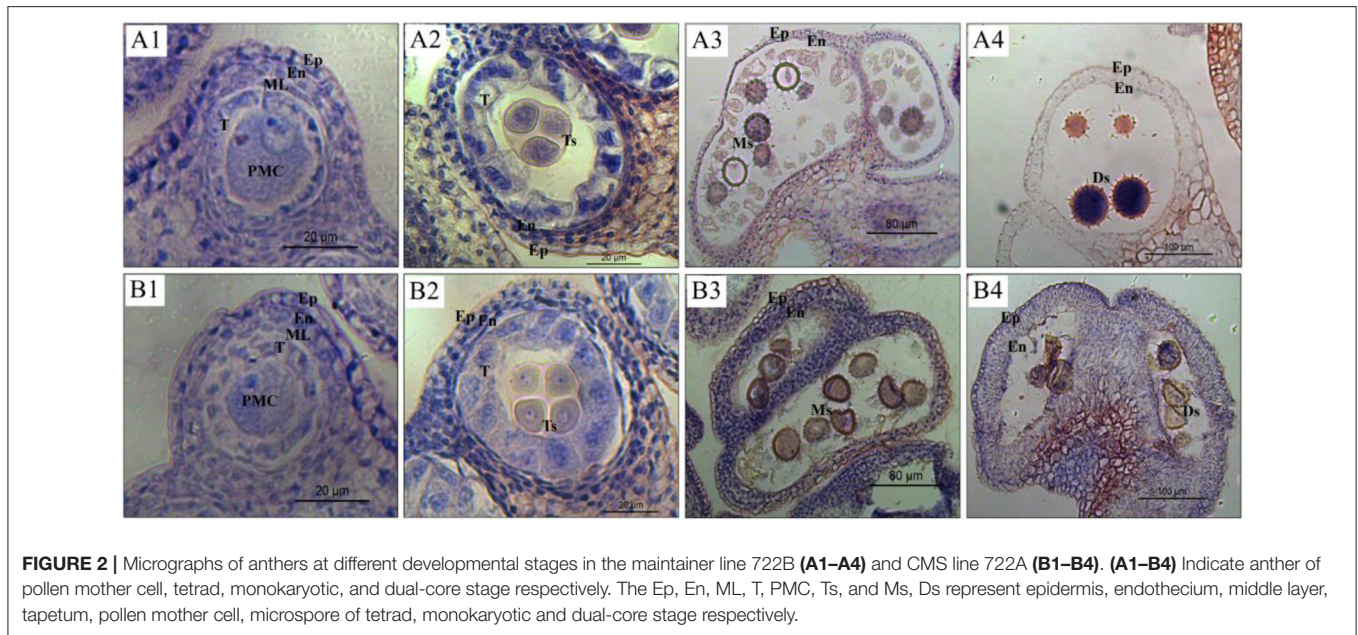 A1
Ep
En
ML
T
PMC
20 µm
A2
T
Ts
En
Ep
20 µm
A3
Ep
En
Ms
80 µm
A4
Ep
En
Ds
100 µm
B1
Ep
En
ML
T
PMC
20 µm
B2
Ep En
T
Ts
20 µm
B3
Ep
En
Ms
80 µm
B4
Ep
En
Ds
100 µm
FIGURE 2 | Micrographs of anthers at different developmental stages in the maintainer line 722B (A1–A4) and CMS line 722A (B1–B4). (A1–B4) Indicate anther of
pollen mother cell, tetrad, monokaryotic, and dual-core stage respectively. The Ep, En, ML, T, PMC, Ts, and Ms, Ds represent epidermis, endothecium, middle layer,
tapetum, pollen mother cell, microspore of tetrad, monokaryotic and dual-core stage respectively.